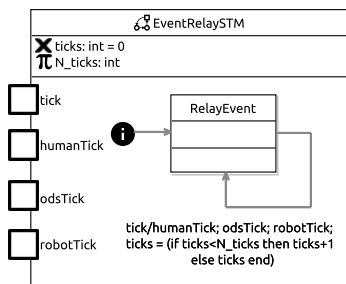 EventRelaySTM
ticks: int = 0
π N_ticks: int
tick
RelayEvent
i
humanTick
odsTick
robotTick
tick/humanTick; odsTick; robotTick;
ticks = (if ticks<N_ticks then ticks+1
else ticks end)